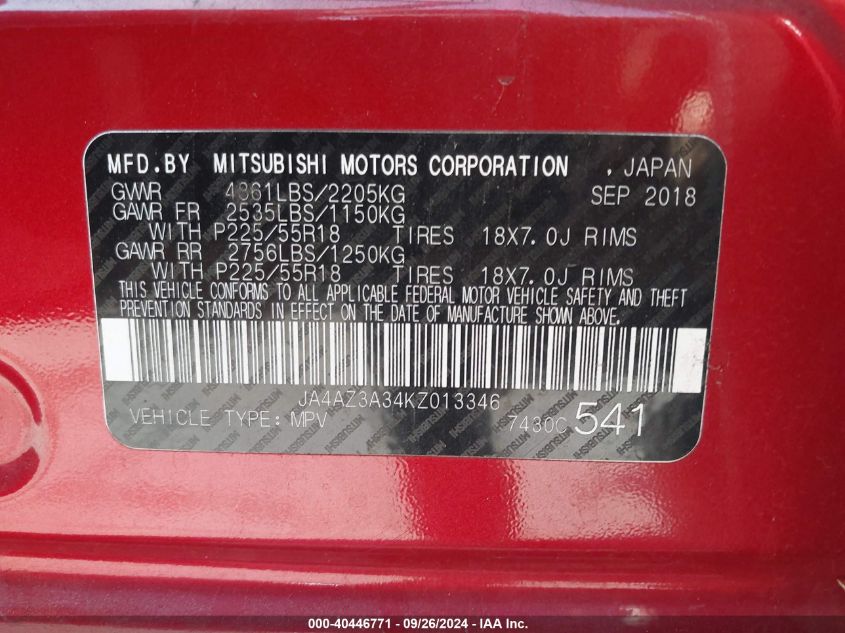 MFD.BY MITSUBISHI MOTORS CORPORATION , JAPAN
GVWR 4861LBS/2205KG SEP 2018
GAWR FR 2535LBS/1150KG
WITH P225/55R18 TIRES 18X7.0J RIMS
GAWR RR 2756LBS/1250KG
WITH P225/55R18 TIRES 18X7.0J RIMS
THIS VEHICLE CONFORMS TO ALL APPLICABLE FEDERAL MOTOR VEHICLE SAFETY AND THEFT
PREVENTION STANDARDS IN EFFECT ON THE DATE OF MANUFACTURE SHOWN ABOVE.
JA4AZ3A34KZ013346
VEHICLE TYPE: MPV 7430C 541
000-40446771 - 09/26/2024 - IAA Inc.